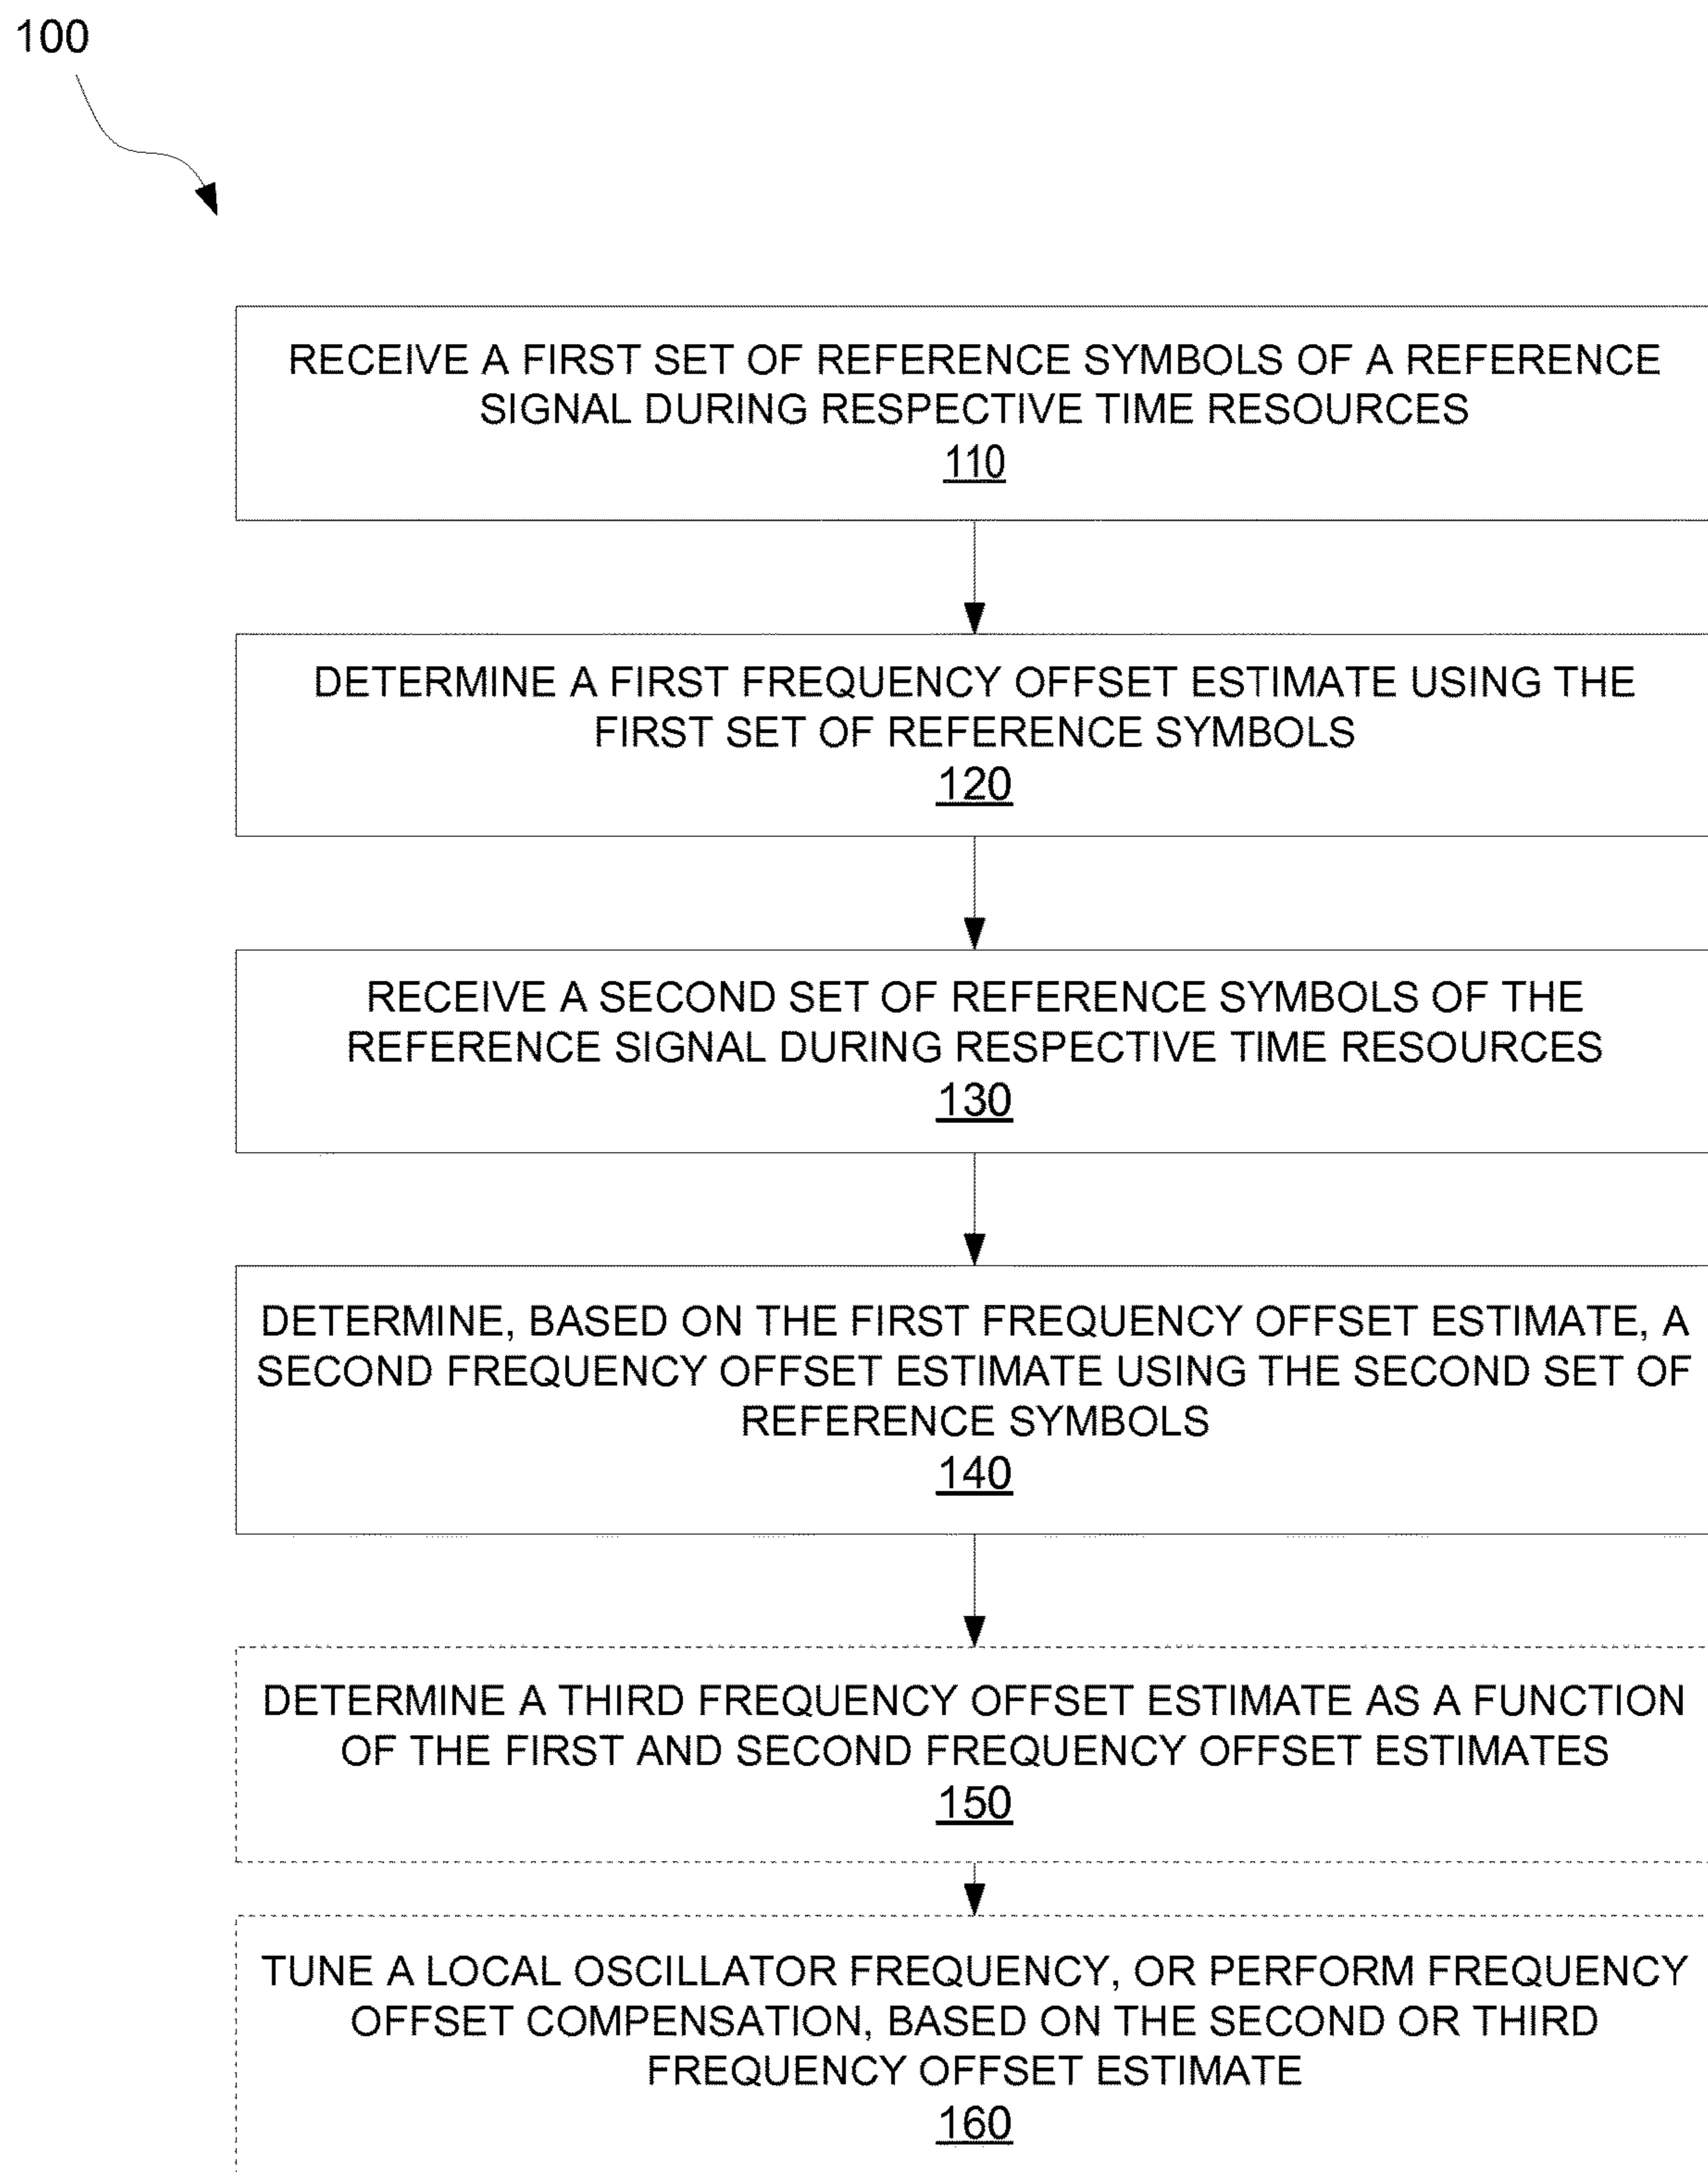 100
RECEIVE A FIRST SET OF REFERENCE SYMBOLS OF A REFERENCE
SIGNAL DURING RESPECTIVE TIME RESOURCES
110
DETERMINE A FIRST FREQUENCY OFFSET ESTIMATE USING THE
FIRST SET OF REFERENCE SYMBOLS
120
RECEIVE A SECOND SET OF REFERENCE SYMBOLS OF THE
REFERENCE SIGNAL DURING RESPECTIVE TIME RESOURCES
130
DETERMINE, BASED ON THE FIRST FREQUENCY OFFSET ESTIMATE, A
SECOND FREQUENCY OFFSET ESTIMATE USING THE SECOND SET OF
REFERENCE SYMBOLS
140
DETERMINE A THIRD FREQUENCY OFFSET ESTIMATE AS A FUNCTION
OF THE FIRST AND SECOND FREQUENCY OFFSET ESTIMATES
150
TUNE A LOCAL OSCILLATOR FREQUENCY, OR PERFORM FREQUENCY
OFFSET COMPENSATION, BASED ON THE SECOND OR THIRD
FREQUENCY OFFSET ESTIMATE
160